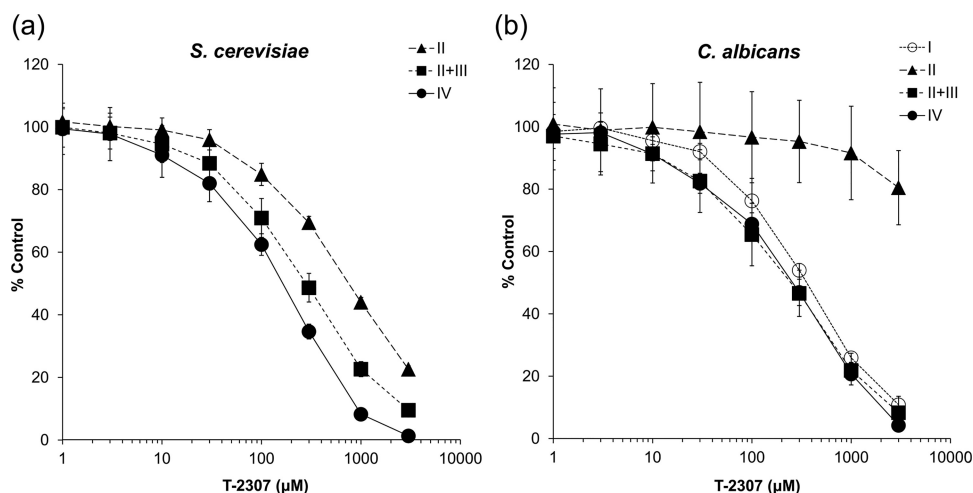 (a)
S. cerevisiae
II
II+III
IV
120
100
80
60
40
20
0
% Control
1
10
100
1000
10000
T-2307 (µM)
(b)
C. albicans
I
II
II+III
IV
120
100
80
60
40
20
0
% Control
1
10
100
1000
10000
T-2307 (µM)